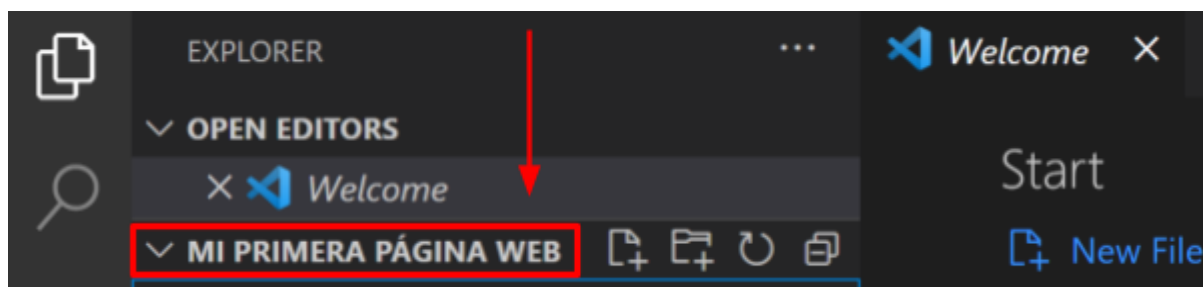 EXPLORER
OPEN EDITORS
Welcome
MI PRIMERA PÁGINA WEB
Welcome
Start
New File